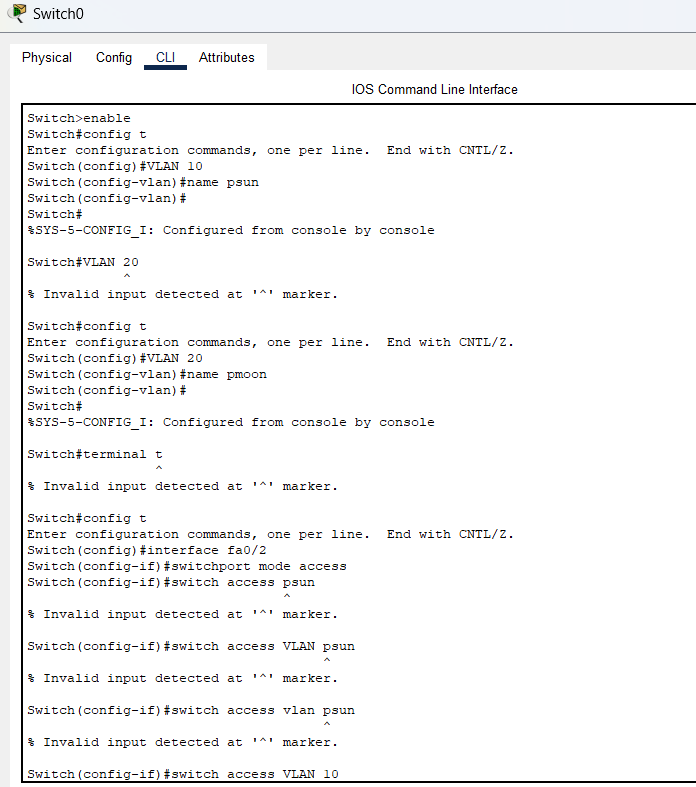 Switch0
Physical Config CLI Attributes
IOS Command Line Interface
Switch>enable
Switch#config t
Enter configuration commands, one per line.  End with CNTL/Z.
Switch(config)#VLAN 10
Switch(config-vlan)#name psun
Switch(config-vlan)#
Switch#
%SYS-5-CONFIG_I: Configured from console by console
Switch#VLAN 20
^
% Invalid input detected at '^' marker.
Switch#config t
Enter configuration commands, one per line.  End with CNTL/Z.
Switch(config)#VLAN 20
Switch(config-vlan)#name pmoon
Switch(config-vlan)#
Switch#
%SYS-5-CONFIG_I: Configured from console by console
Switch#terminal t
^
% Invalid input detected at '^' marker.
Switch#config t
Enter configuration commands, one per line.  End with CNTL/Z.
Switch(config)#interface fa0/2
Switch(config-if)#switchport mode access
Switch(config-if)#switch access psun
^
% Invalid input detected at '^' marker.
Switch(config-if)#switch access VLAN psun
^
% Invalid input detected at '^' marker.
Switch(config-if)#switch access vlan psun
^
% Invalid input detected at '^' marker.
Switch(config-if)#switch access VLAN 10